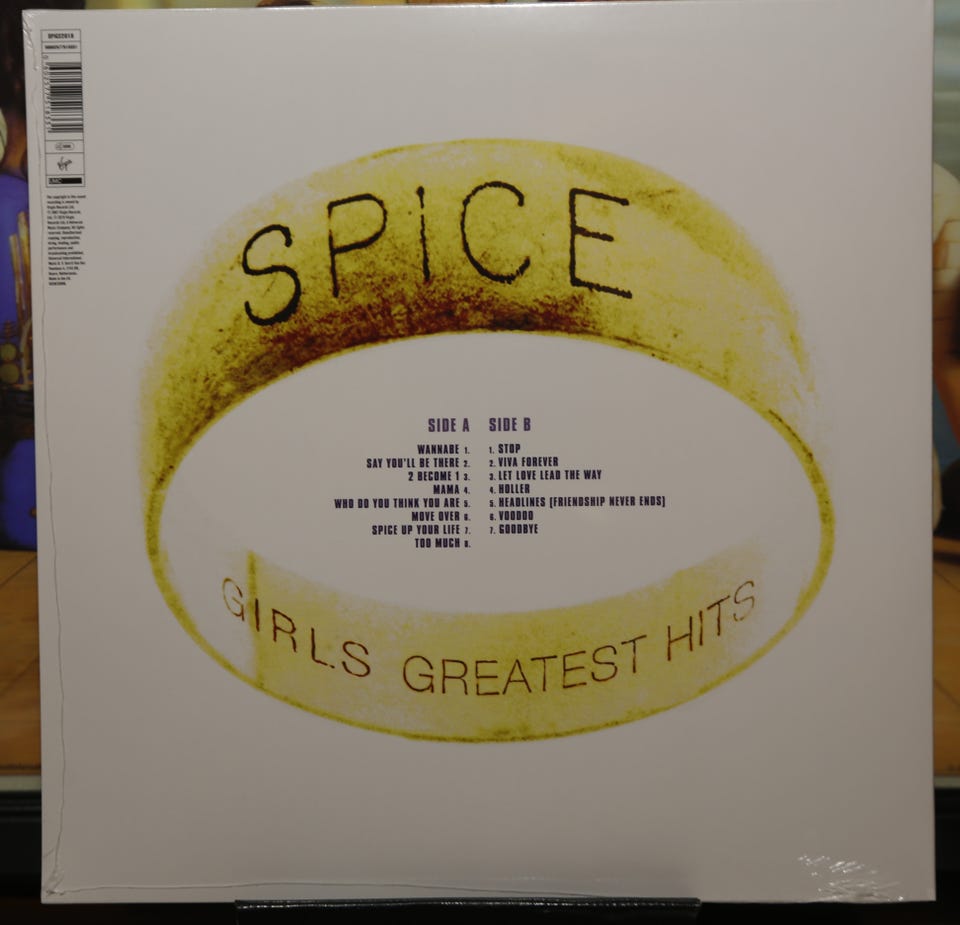 SPICE2019
SPICE
SIDE A
WANNABE 1.
SAY YOU'LL BE THERE 2.
2 BECOME 1 3.
MAMA 4.
WHO DO YOU THINK YOU ARE 5.
MOVE OVER 6.
SPICE UP YOUR LIFE 7.
TOO MUCH 8.
SIDE B
1. STOP
2. VIVA FOREVER
3. LET LOVE LEAD THE WAY
4. HOLLER
5. HEADLINES [FRIENDSHIP NEVER ENDS]
6. VOODOO
7. GOODBYE
GIRLS GREATEST HITS